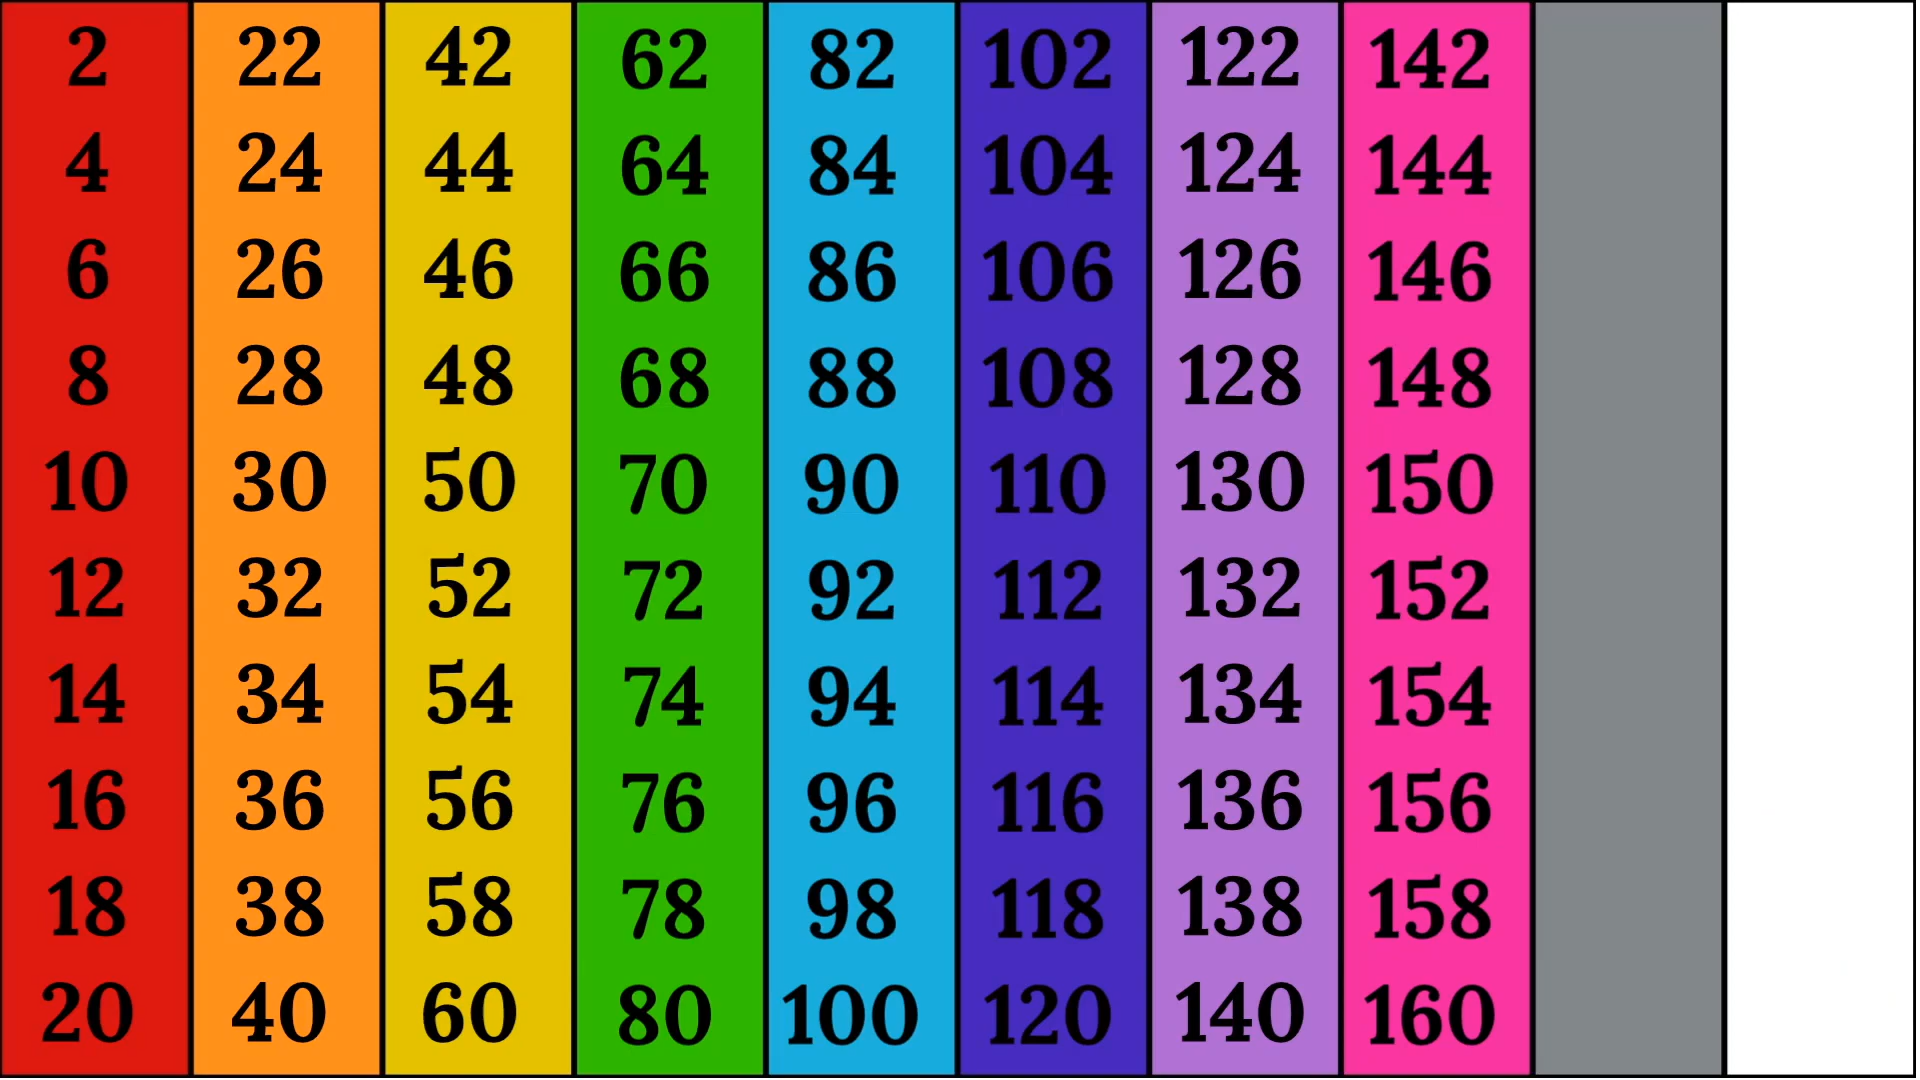 2 22 42 62 82 102 122 142
4 24 44 64 84 104 124 144
6 26 46 66 86 106 126 146
8 28 48 68 88 108 128 148
10 30 50 70 90 110 130 150
12 32 52 72 92 112 132 152
14 34 54 74 94 114 134 154
16 36 56 76 96 116 136 156
18 38 58 78 98 118 138 158
20 40 60 80 100 120 140 160